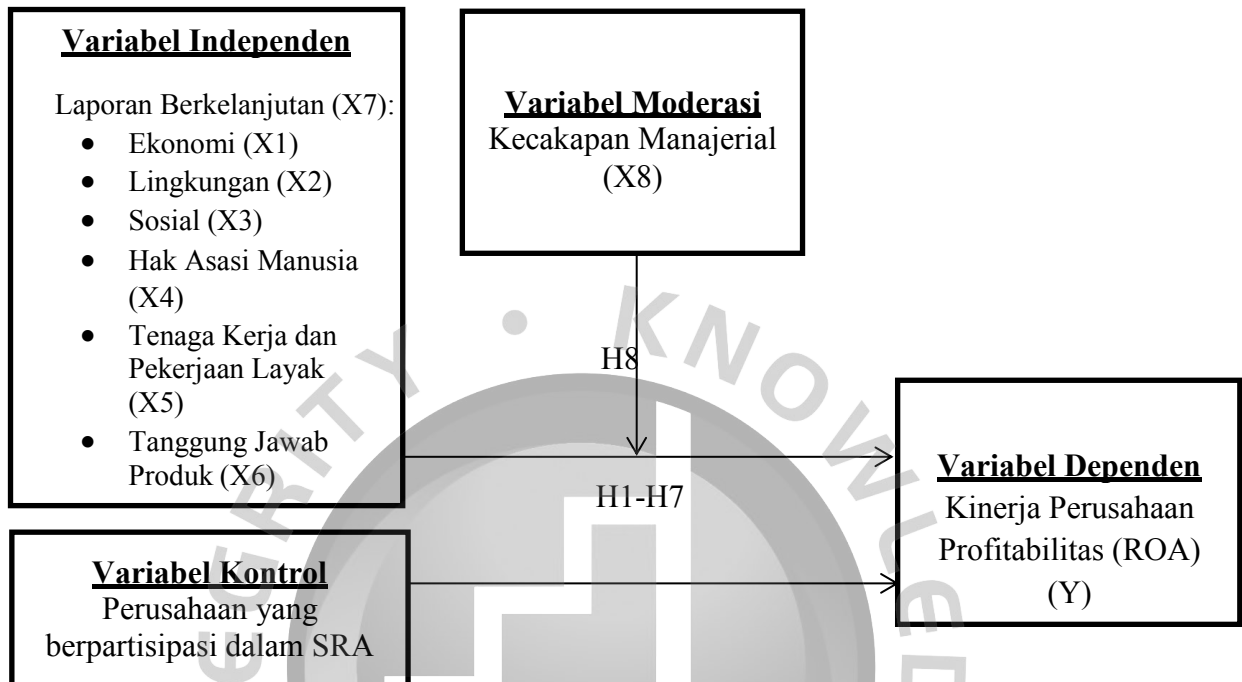 Variabel Independen
Laporan Berkelanjutan (X7):
• Ekonomi (X1)
• Lingkungan (X2)
• Sosial (X3)
• Hak Asasi Manusia
(X4)
• Tenaga Kerja dan
Pekerjaan Layak
(X5)
• Tanggung Jawab
Produk (X6)
Variabel Moderasi
Kecakapan Manajerial
(X8)
H8
H1-H7
Variabel Dependen
Kinerja Perusahaan
Profitabilitas (ROA)
(Y)
Variabel Kontrol
Perusahaan yang
berpartisipasi dalam SRA
EGRITY • KNOWLED